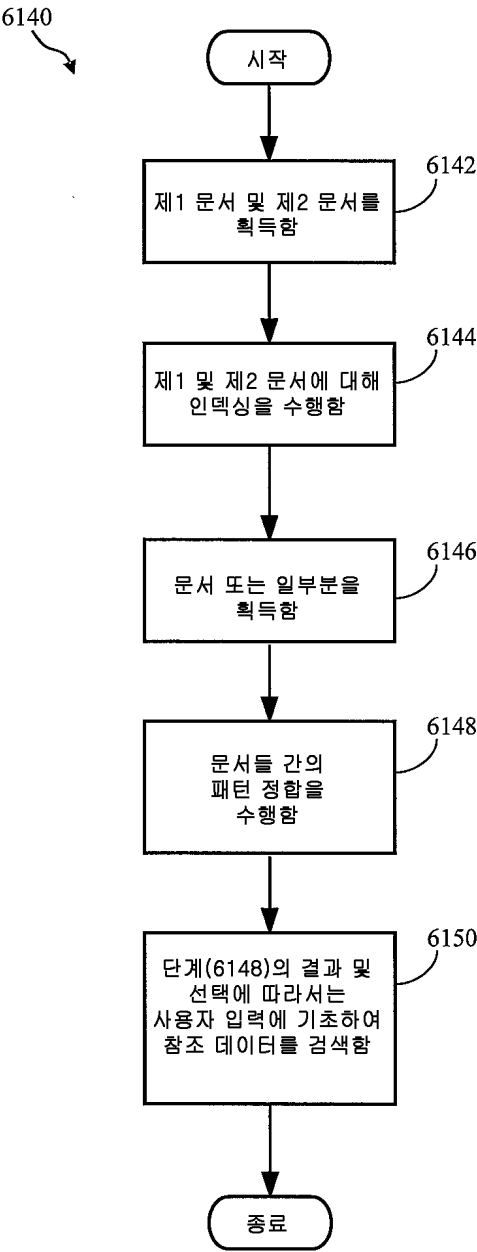 6140
시작
6142
제1 문서 및 제2 문서를
획득함
6144
제1 및 제2 문서에 대해
인덱싱을 수행함
6146
문서 또는 일부분을
획득함
6148
문서들 간의
패턴 정합을
수행함
6150
단계(6148)의 결과 및
선택에 따라서는
사용자 입력에 기초하여
참조 데이터를 검색함
종료